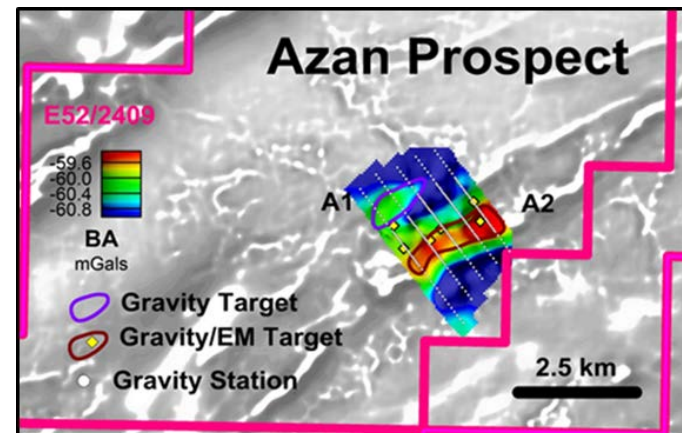 Azan Prospect
E52/2409
-59.6
-60.0
-60.4
-60.8
BA
mGals
A1
A2
Gravity Target
Gravity/EM Target
Gravity Station
2.5 km